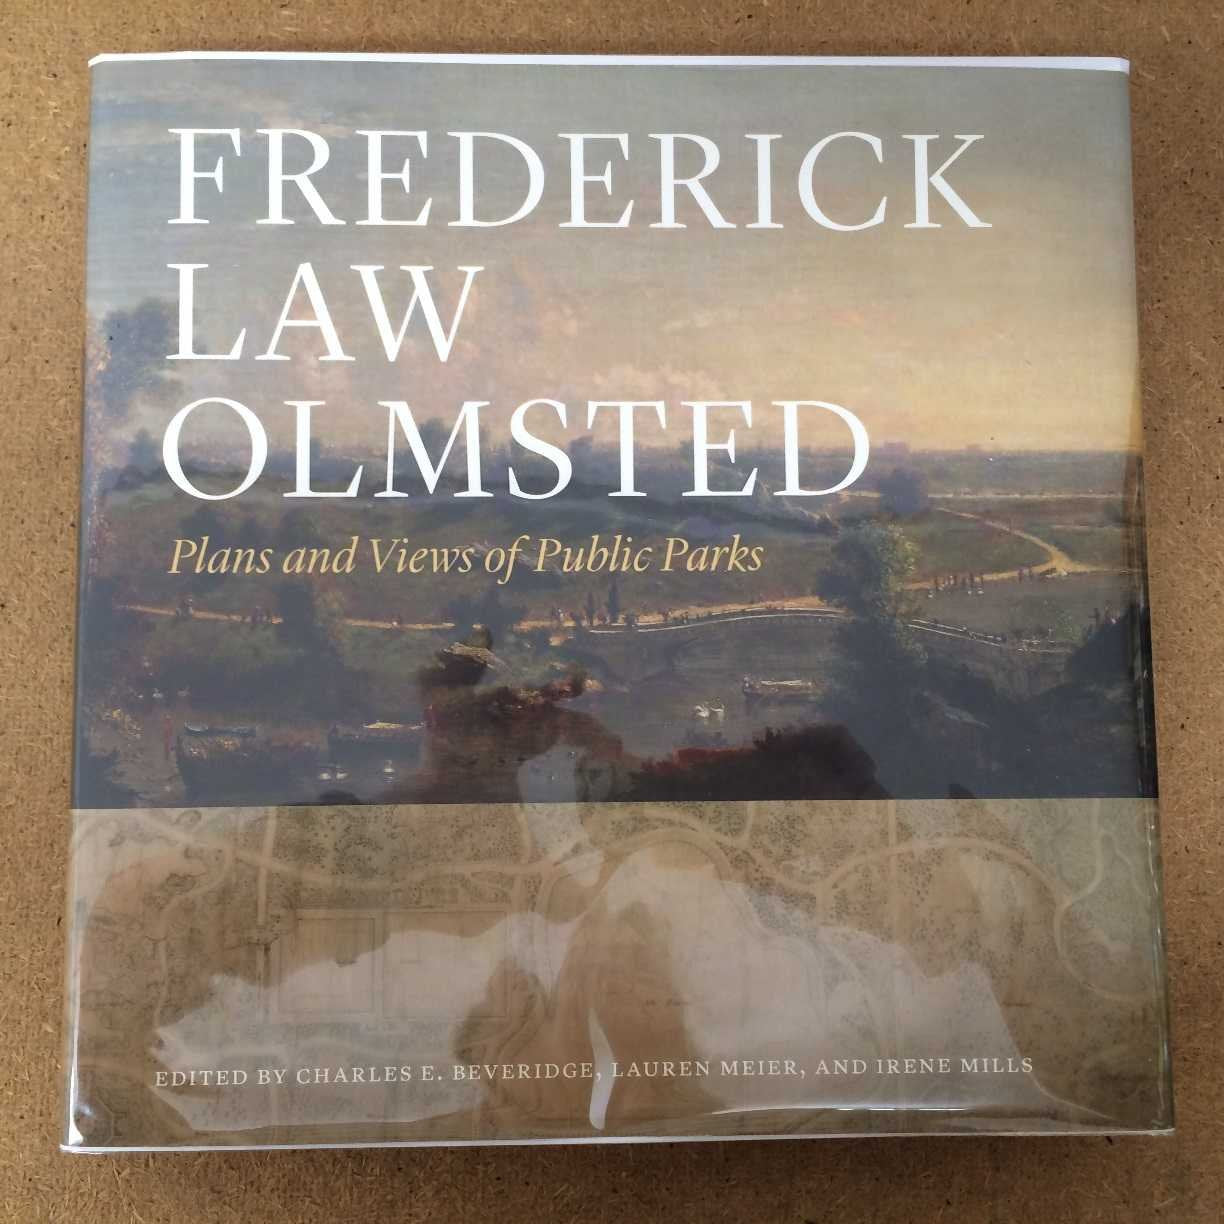 FREDERICK
LAW
OLMSTED
Plans and Views of Public Parks
EDITED BY CHARLES E. BEVERIDGE, LAUREN MEIER, AND IRENE MILLS